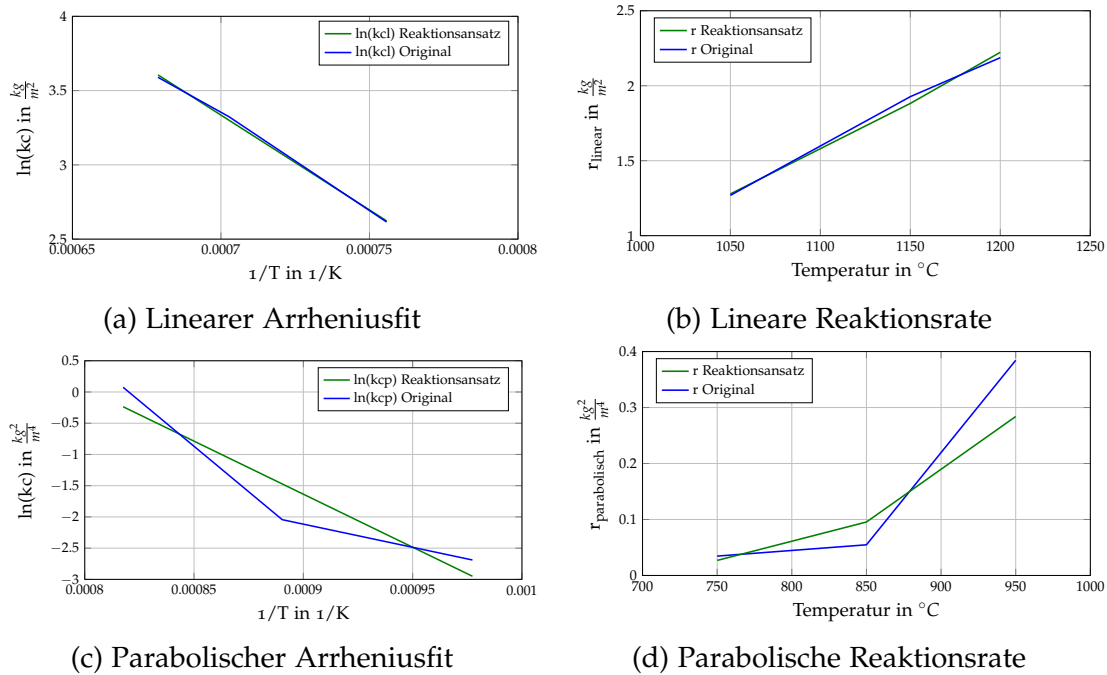 4
3.5
3
2.5
ln(kc) in kg/m²
ln(kcl) Reaktionsansatz
ln(kcl) Original
0.00065 0.0007 0.00075 0.0008
1/T in 1/K
(a) Linearer Arrheniusfit
2.5
2
1.5
1
r_linear in kg/m²
r Reaktionsansatz
r Original
1000 1050 1100 1150 1200 1250
Temperatur in °C
(b) Lineare Reaktionsrate
0.5
0
−0.5
−1
−1.5
−2
−2.5
−3
ln(kc) in kg²/m⁴
ln(kcp) Reaktionsansatz
ln(kcp) Original
0.0008 0.00085 0.0009 0.00095 0.001
1/T in 1/K
(c) Parabolischer Arrheniusfit
0.4
0.3
0.2
0.1
0
r_parabolisch in kg²/m⁴
r Reaktionsansatz
r Original
700 750 800 850 900 950 1000
Temperatur in °C
(d) Parabolische Reaktionsrate